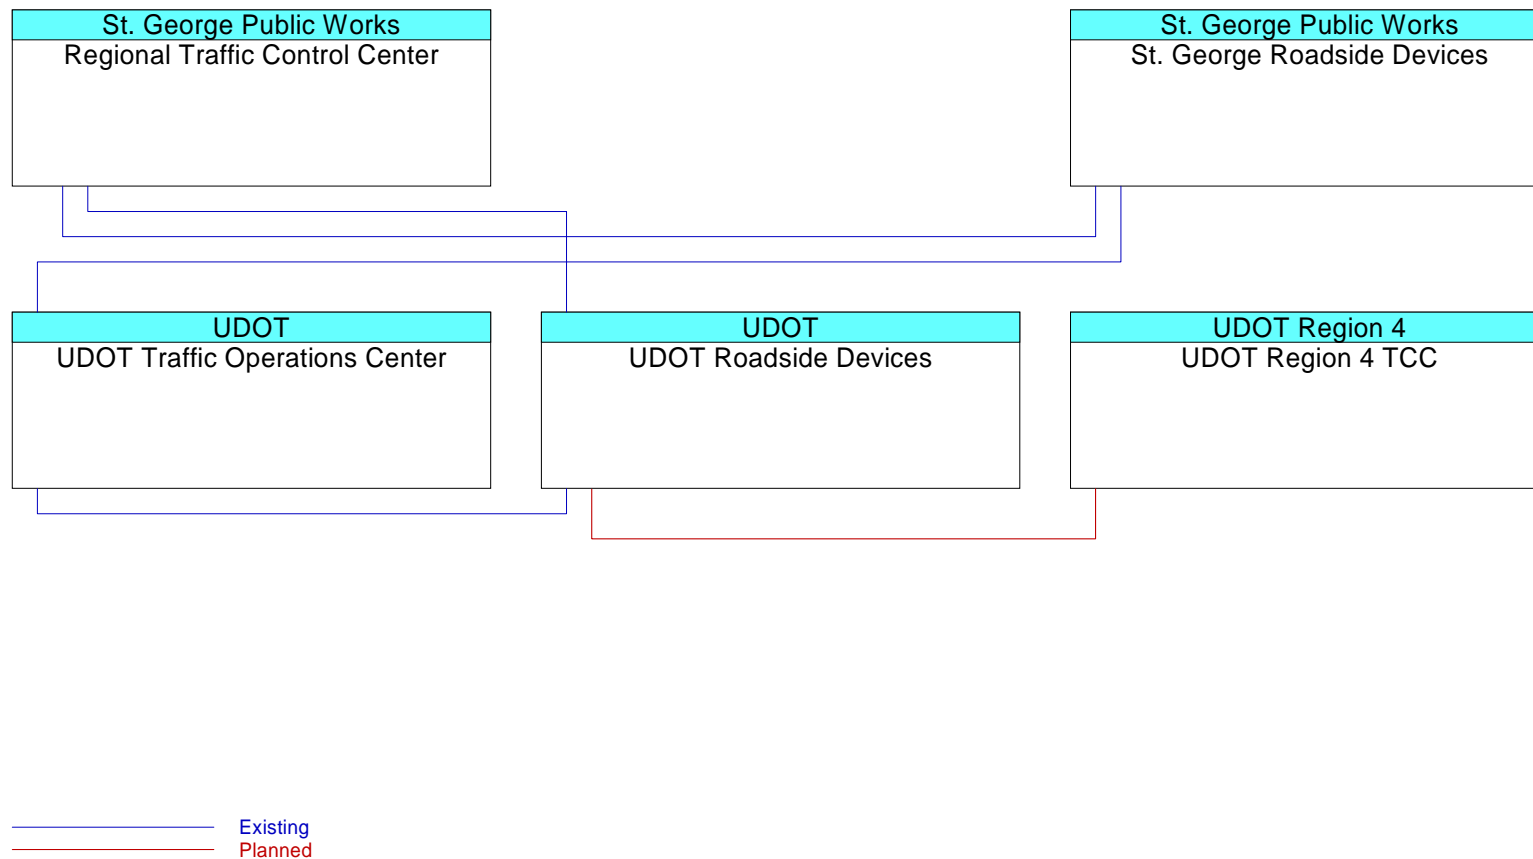 St. George Public Works
Regional Traffic Control Center
St. George Public Works
St. George Roadside Devices
UDOT
UDOT Traffic Operations Center
UDOT
UDOT Roadside Devices
UDOT Region 4
UDOT Region 4 TCC
Existing
Planned